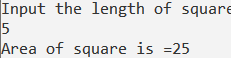 Input the length of square
5
Area of square is =25